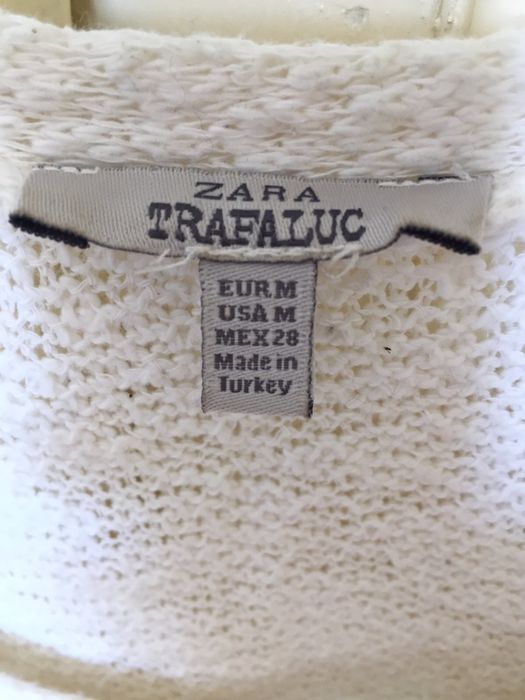 ZARA
TRAFALUC
EUR M
USA M
MEX 28
Made in
Turkey